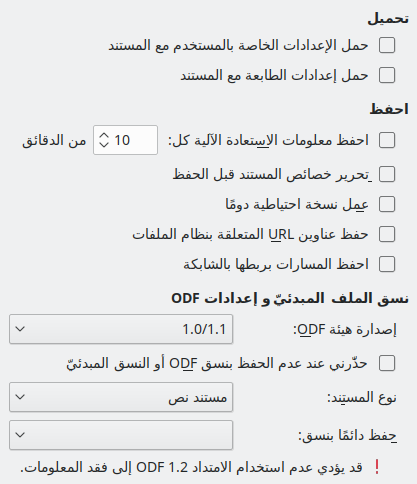 تحميل
حمل الإعدادات الخاصة بالمستخدم مع المستند
حمل إعدادات الطابعة مع المستند
احفظ
احفظ معلومات الاستعادة الآلية كل: 10 من الدقائق
تحرير خصائص المستند قبل الحفظ
عمل نسخة احتياطية دومًا
حفظ عناوين URL المتعلقة بنظام الملفات
احفظ المسارات بربطها بالشابكة
نسق الملف المبدئيّ و إعدادات ODF
إصدارة هيئة ODF: 1.0/1.1
حذّرني عند عدم الحفظ بنسق ODF أو النسق المبدئيّ
نوع المستند: مستند نص
حفظ دائمًا بنسق:
قد يؤدي عدم استخدام الامتداد ODF 1.2 إلى فقد المعلومات.